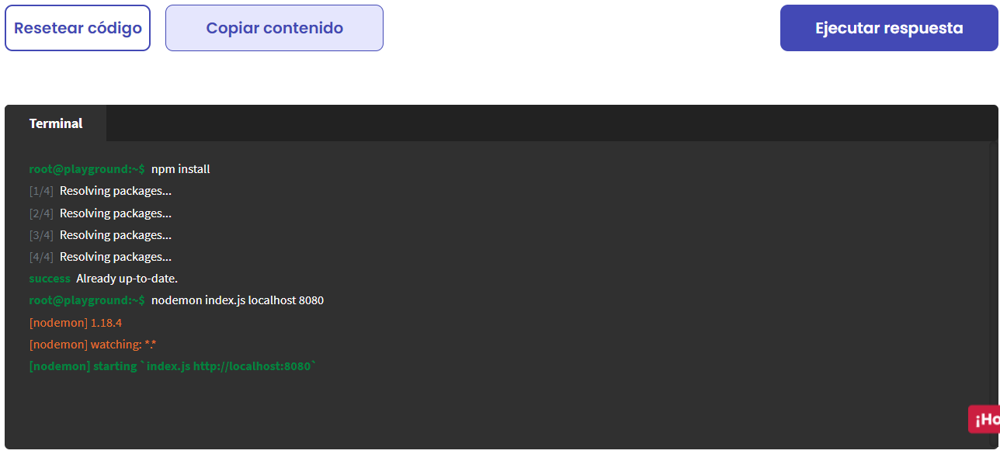 Resetear código
Copiar contenido
Ejecutar respuesta
Terminal
root@playground:~$ npm install
[1/4] Resolving packages...
[2/4] Resolving packages...
[3/4] Resolving packages...
[4/4] Resolving packages...
success Already up-to-date.
root@playground:~$ nodemon index.js localhost 8080
[nodemon] 1.18.4
[nodemon] watching: *.*
[nodemon] starting `index.js http://localhost:8080`
¡Ho